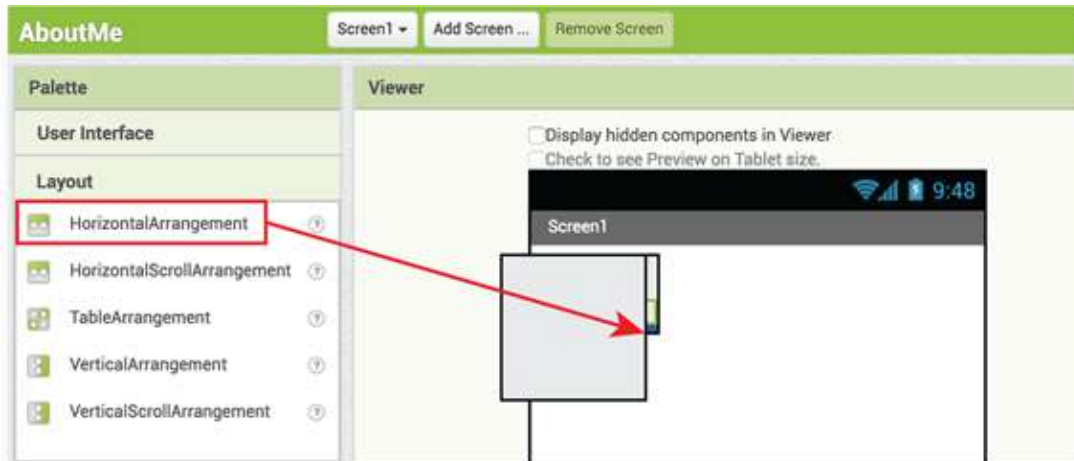 AboutMe
Screen1 Add Screen ... Remove Screen
Palette
Viewer
User Interface
Display hidden components in Viewer
Check to see Preview on Tablet size.
Layout
9:48
HorizontalArrangement ?
Screen1
HorizontalScrollArrangement ?
TableArrangement ?
VerticalArrangement ?
VerticalScrollArrangement ?